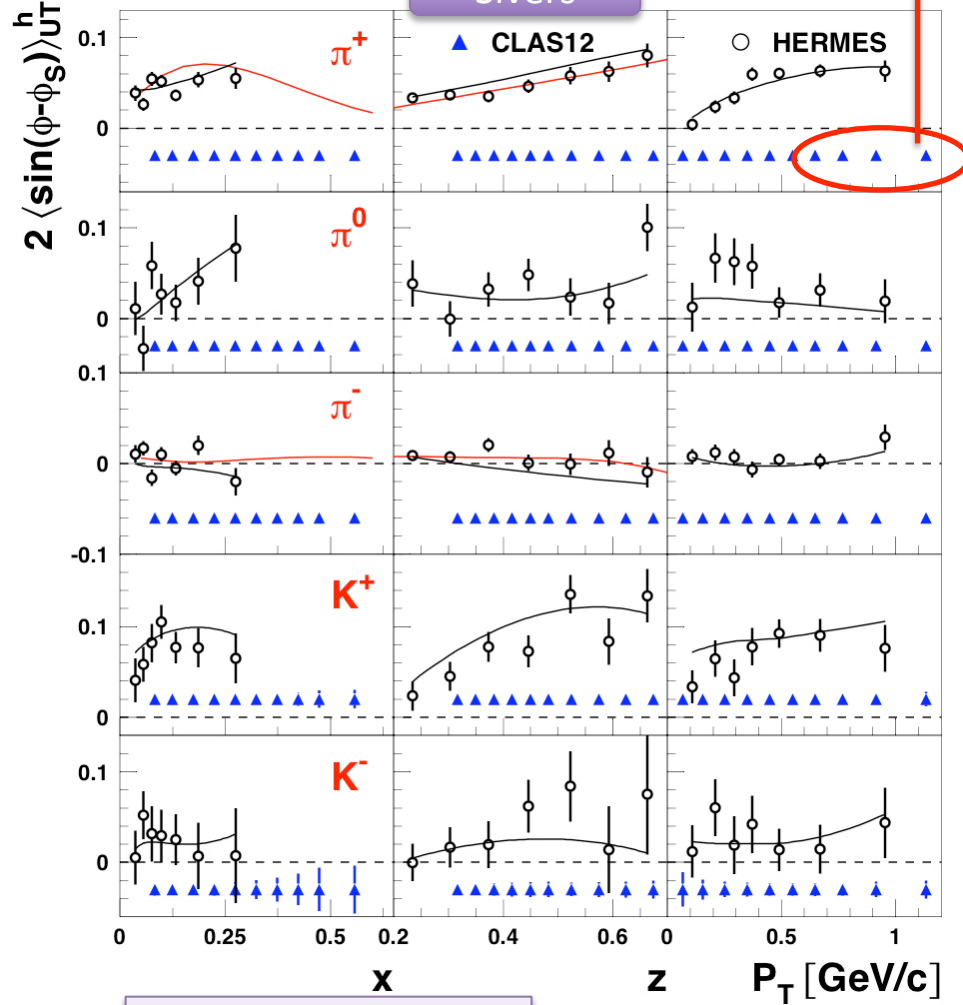 Sivers
2 ⟨sin(ϕ-ϕS)⟩hUT
0.1
0
π+
CLAS12
HERMES
0.1
0
π0
0.1
0
-0.1
π-
0.1
0
K+
0.1
0
K-
0 0.25 0.5 0.2 0.4 0.6 0 0.5 1
x z PT [GeV/c]